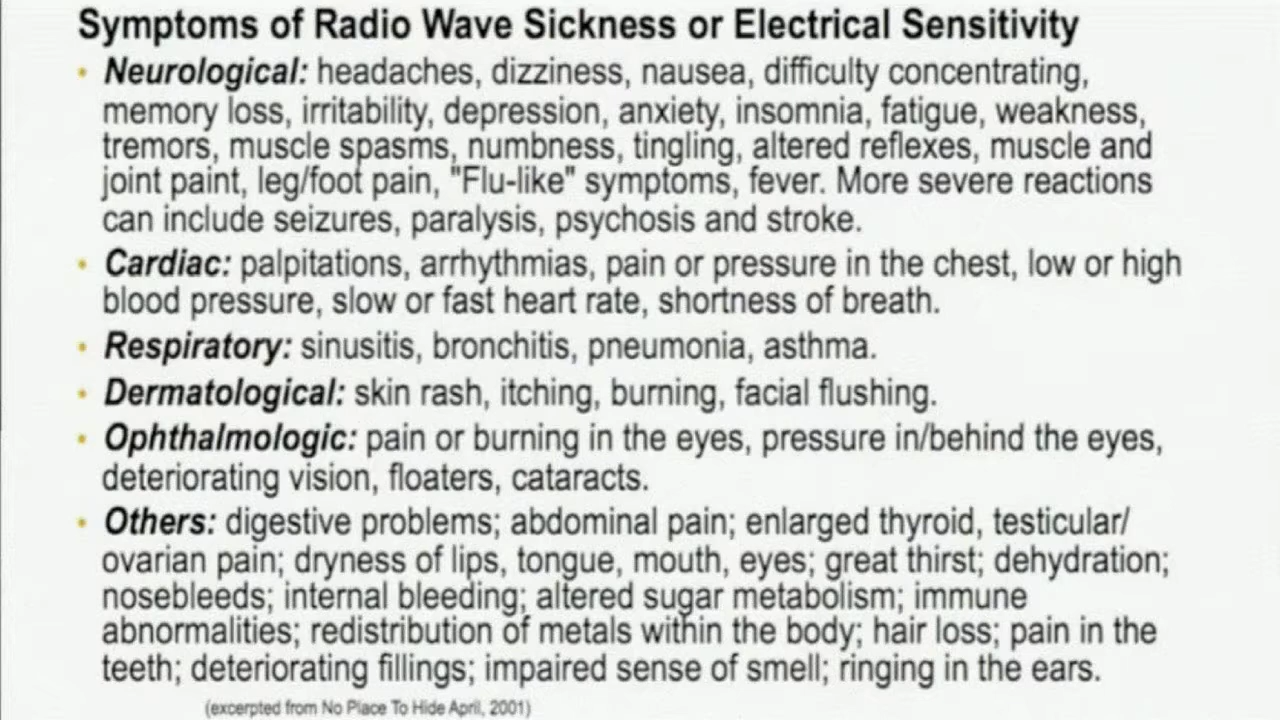 Symptoms of Radio Wave Sickness or Electrical Sensitivity
• Neurological: headaches, dizziness, nausea, difficulty concentrating,
memory loss, irritability, depression, anxiety, insomnia, fatigue, weakness,
tremors, muscle spasms, numbness, tingling, altered reflexes, muscle and
joint paint, leg/foot pain, "Flu-like" symptoms, fever. More severe reactions
can include seizures, paralysis, psychosis and stroke.
• Cardiac: palpitations, arrhythmias, pain or pressure in the chest, low or high
blood pressure, slow or fast heart rate, shortness of breath.
• Respiratory: sinusitis, bronchitis, pneumonia, asthma.
• Dermatological: skin rash, itching, burning, facial flushing.
• Ophthalmologic: pain or burning in the eyes, pressure in/behind the eyes,
deteriorating vision, floaters, cataracts.
• Others: digestive problems; abdominal pain; enlarged thyroid, testicular/
ovarian pain; dryness of lips, tongue, mouth, eyes; great thirst; dehydration;
nosebleeds; internal bleeding; altered sugar metabolism; immune
abnormalities; redistribution of metals within the body; hair loss; pain in the
teeth; deteriorating fillings; impaired sense of smell; ringing in the ears.
(excerpted from No Place To Hide April, 2001)